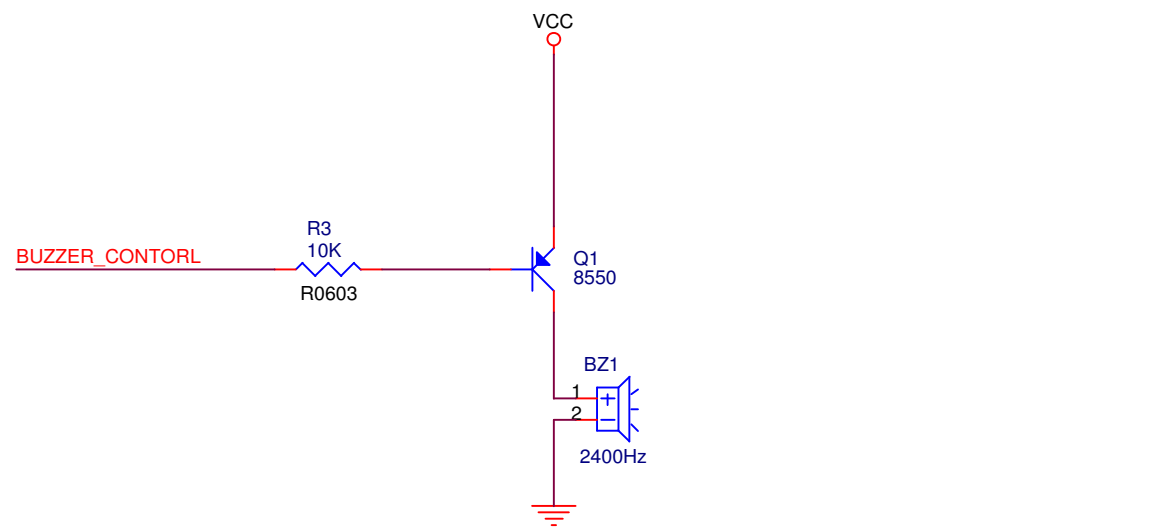 VCC
R3
10K
BUZZER_CONTORL
R0603
Q1
8550
BZ1
1
2
2400Hz